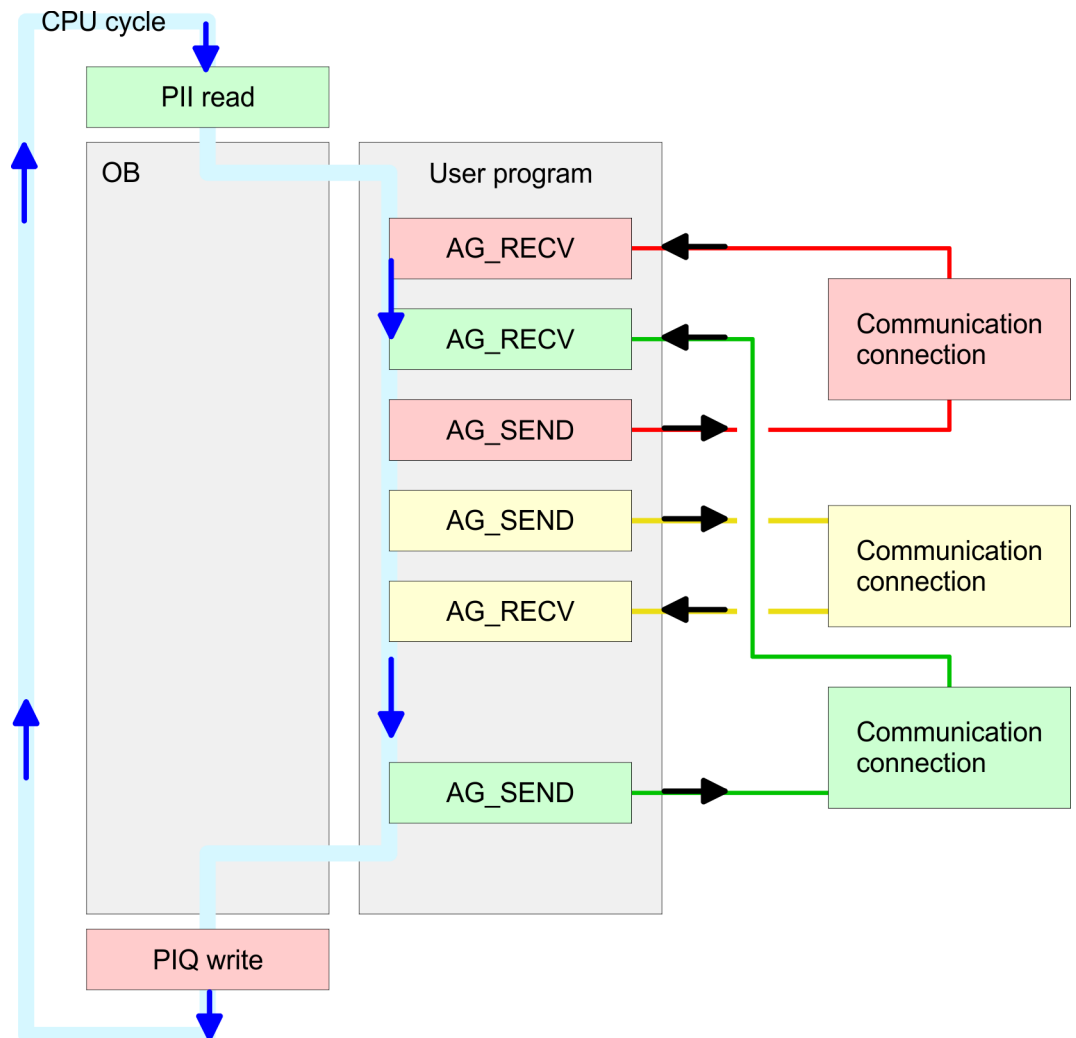 CPU cycle
PII read
OB
User program
AG_RECV
AG_RECV
AG_SEND
AG_SEND
AG_RECV
AG_SEND
Communication
connection
Communication
connection
Communication
connection
PIQ write